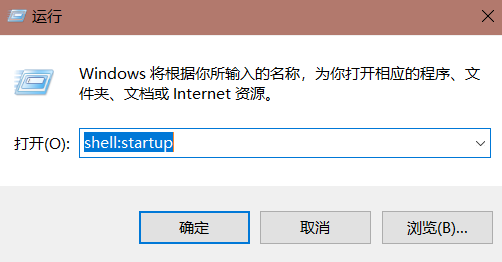 运行
Windows 将根据你所输入的名称，为你打开相应的程序、文
件夹、文档或 Internet 资源。
打开(O): shell:startup
确定 取消 浏览(B)...